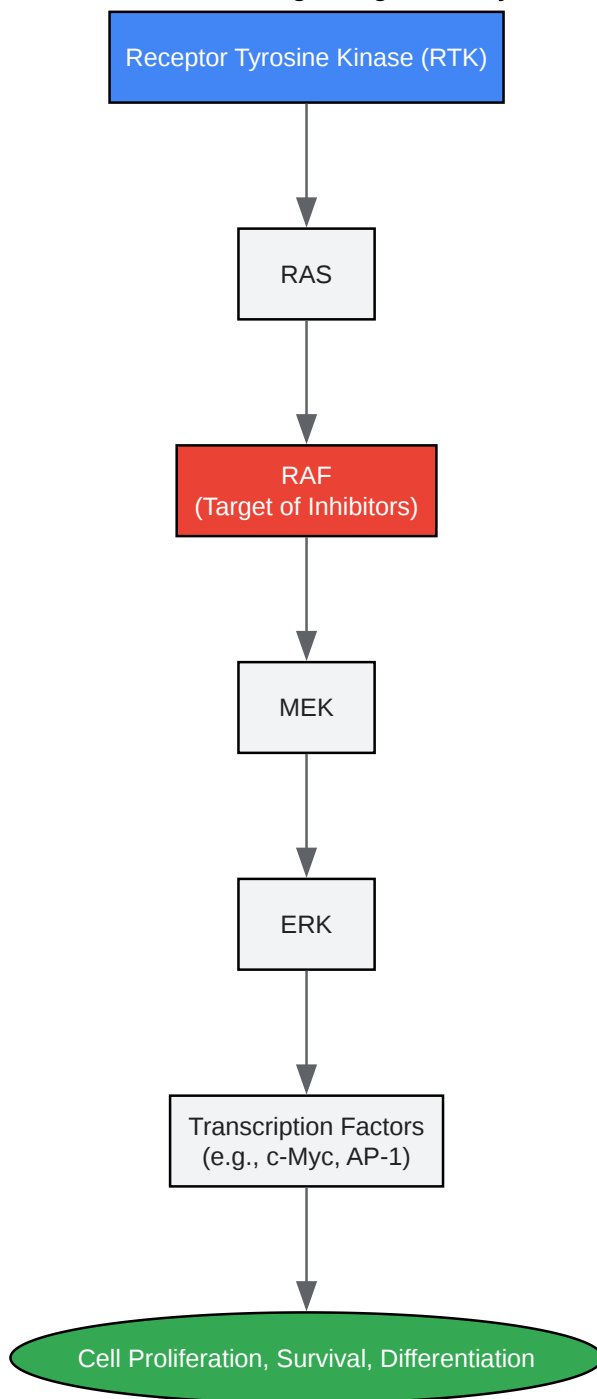 Receptor Tyrosine Kinase (RTK)
RAS
RAF
(Target of Inhibitors)
MEK
ERK
Transcription Factors
(e.g., c-Myc, AP-1)
Cell Proliferation, Survival, Differentiation